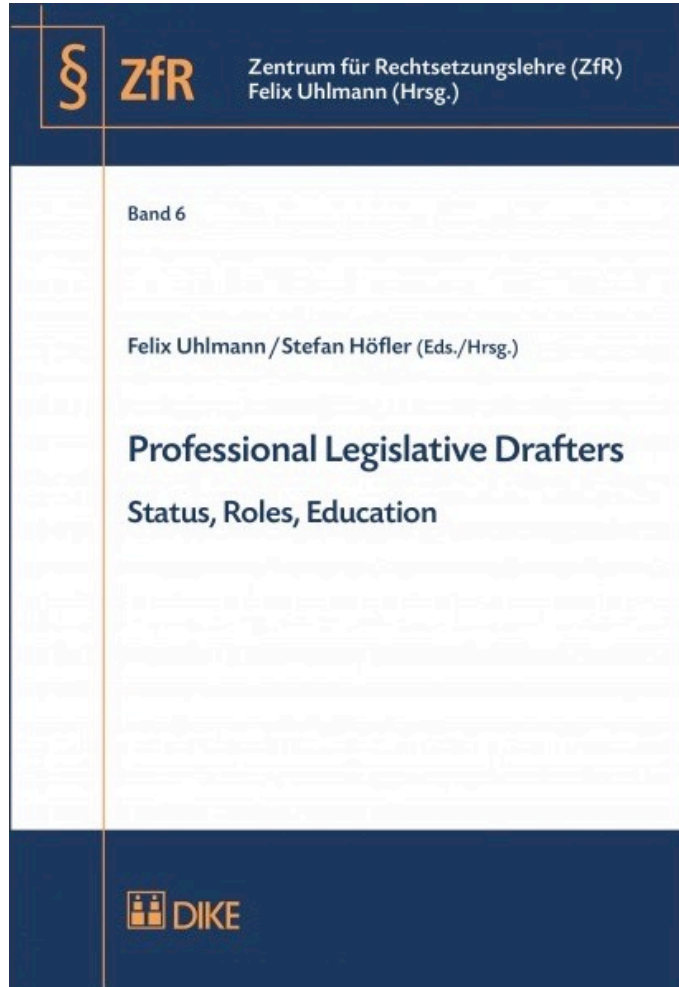 §
ZfR
Zentrum für Rechtsetzungslehre (ZfR)
Felix Uhlmann (Hrsg.)
Band 6
Felix Uhlmann / Stefan Höfler (Eds./Hrsg.)
Professional Legislative Drafters
Status, Roles, Education
DIKE